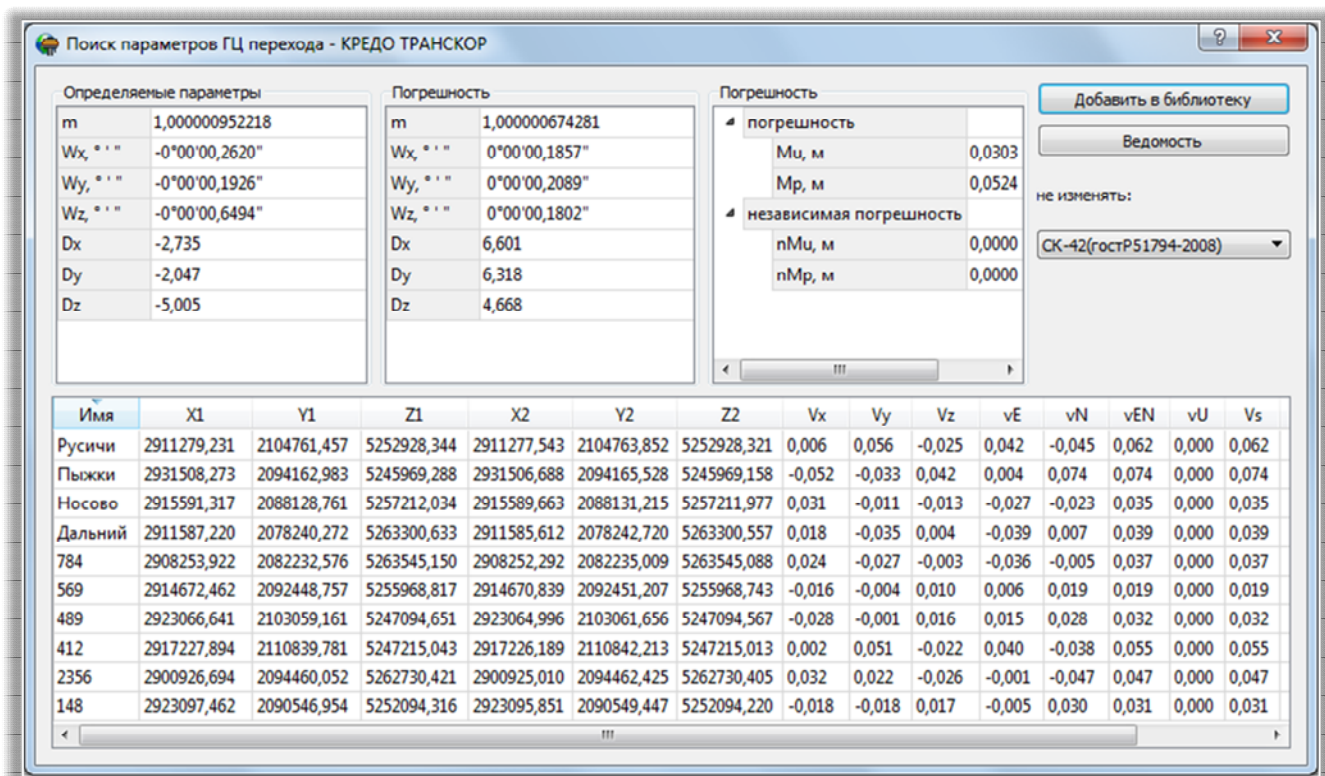 Поиск параметров ГЦ перехода - КРЕДО ТРАНСКОР
Определяемые параметры Погрешность Погрешность Добавить в библиотеку
m 1,000000952218 m 1,000000674281 погрешность
Wx, ° ' " -0°00'00,2620" Wx, ° ' " 0°00'00,1857" Mu, м 0,0303 Ведомость
Wy, ° ' " -0°00'00,1926" Wy, ° ' " 0°00'00,2089" Mp, м 0,0524 не изменять:
Wz, ° ' " -0°00'00,6494" Wz, ° ' " 0°00'00,1802" независимая погрешность
Dx -2,735 Dx 6,601 nMu, м 0,0000 СК-42(гостР51794-2008)
Dy -2,047 Dy 6,318 nMp, м 0,0000
Dz -5,005 Dz 4,668
Имя X1 Y1 Z1 X2 Y2 Z2 Vx Vy Vz vE vN vEN vU Vs
Русичи 2911279,231 2104761,457 5252928,344 2911277,543 2104763,852 5252928,321 0,006 0,056 -0,025 0,042 -0,045 0,062 0,000 0,062
Пыжки 2931508,273 2094162,983 5245969,288 2931506,688 2094165,528 5245969,158 -0,052 -0,033 0,042 0,004 0,074 0,074 0,000 0,074
Носово 2915591,317 2088128,761 5257212,034 2915589,663 2088131,215 5257211,977 0,031 -0,011 -0,013 -0,027 -0,023 0,035 0,000 0,035
Дальний 2911587,220 2078240,272 5263300,633 2911585,612 2078242,720 5263300,557 0,018 -0,035 0,004 -0,039 0,007 0,039 0,000 0,039
784 2908253,922 2082232,576 5263545,150 2908252,292 2082235,009 5263545,088 0,024 -0,027 -0,003 -0,036 -0,005 0,037 0,000 0,037
569 2914672,462 2092448,757 5255968,817 2914670,839 2092451,207 5255968,743 -0,016 -0,004 0,010 0,006 0,019 0,019 0,000 0,019
489 2923066,641 2103059,161 5247094,651 2923064,996 2103061,656 5247094,567 -0,028 -0,001 0,016 0,015 0,028 0,032 0,000 0,032
412 2917227,894 2110839,781 5247215,043 2917226,189 2110842,213 5247215,013 0,002 0,051 -0,022 0,040 -0,038 0,055 0,000 0,055
2356 2900926,694 2094460,052 5262730,421 2900925,010 2094462,425 5262730,405 0,032 0,022 -0,026 -0,001 -0,047 0,047 0,000 0,047
148 2923097,462 2090546,954 5252094,316 2923095,851 2090549,447 5252094,220 -0,018 -0,018 0,017 -0,005 0,030 0,031 0,000 0,031